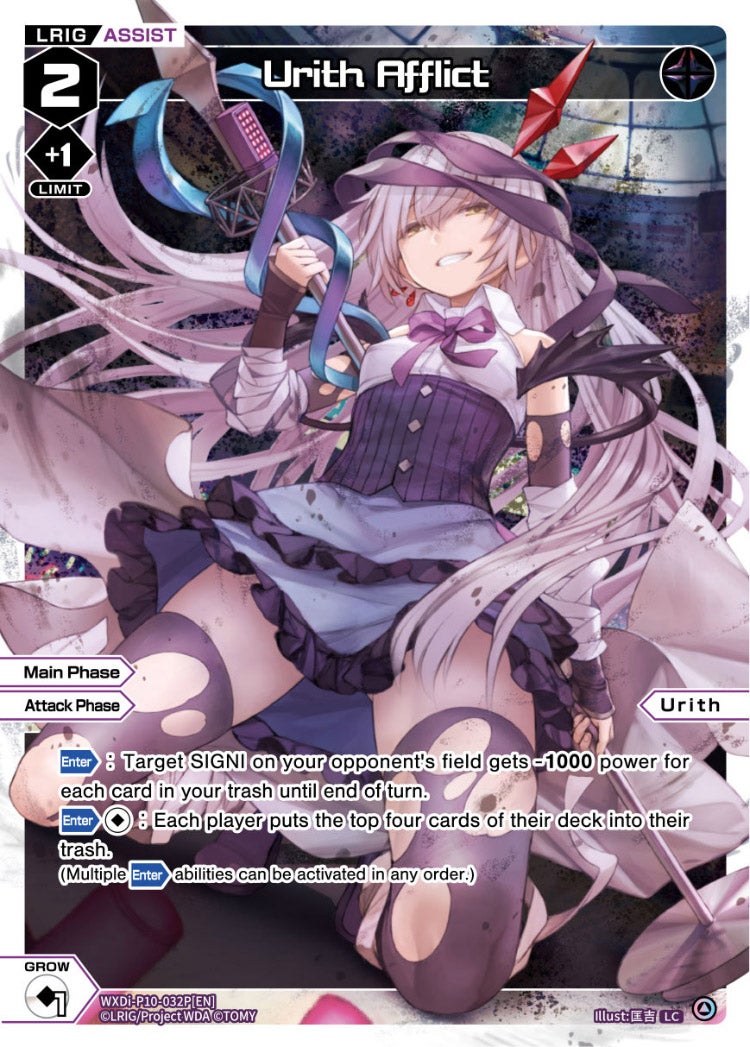 LRIG ASSIST
2
Urith Afflict
+1
LIMIT
Main Phase
Attack Phase
Urith
Enter : Target SIGNI on your opponent's field gets -1000 power for
each card in your trash until end of turn.
Enter ◆ : Each player puts the top four cards of their deck into their
trash.
(Multiple Enter abilities can be activated in any order.)
GROW
◆1
WXDi-P10-032P[EN]
©LRIG/Project WDA ©TOMY
Illust:匡吉 LC